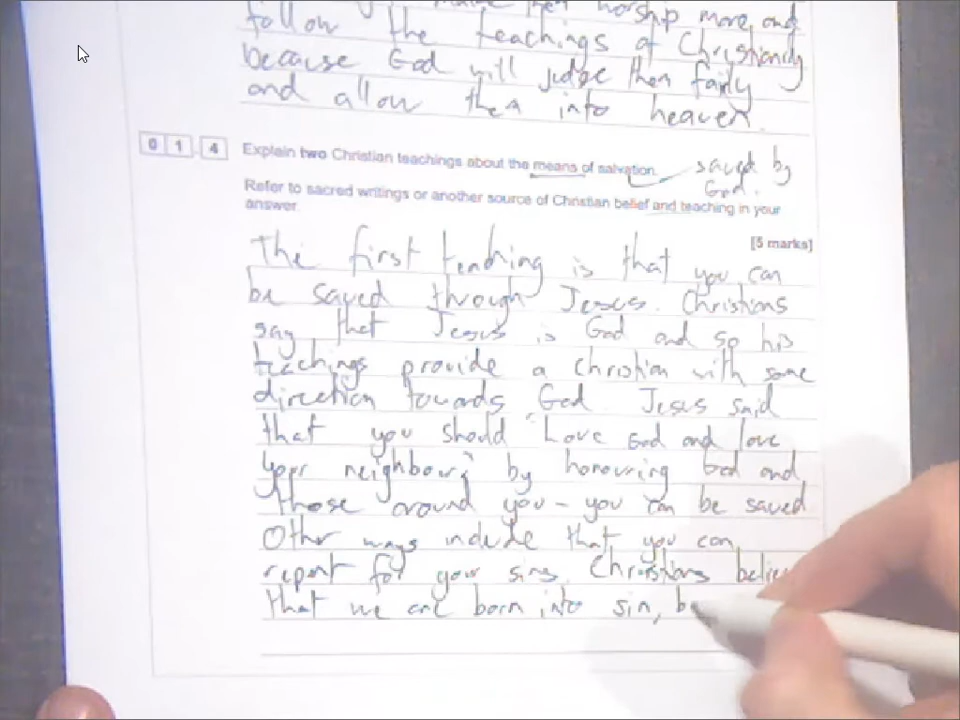 worship more and
follow the teachings of Christianity
because God will judge them fairly
and allow them into heaven.
0 1 . 4 Explain two Christian teachings about the means of salvation.
saved by
God.
Refer to sacred writings or another source of Christian belief and teaching in your
answer.
[5 marks]
The first teaching is that you can
be saved through Jesus. Christians
say that Jesus is God and so his
teachings provide a christian with some
direction towards God Jesus said
that you should "Love God and love
your neighbour" by honouring God and
those around you - you can be saved
Other ways include that you can
repent for your sins. Christians believe
that we are born into sin, b